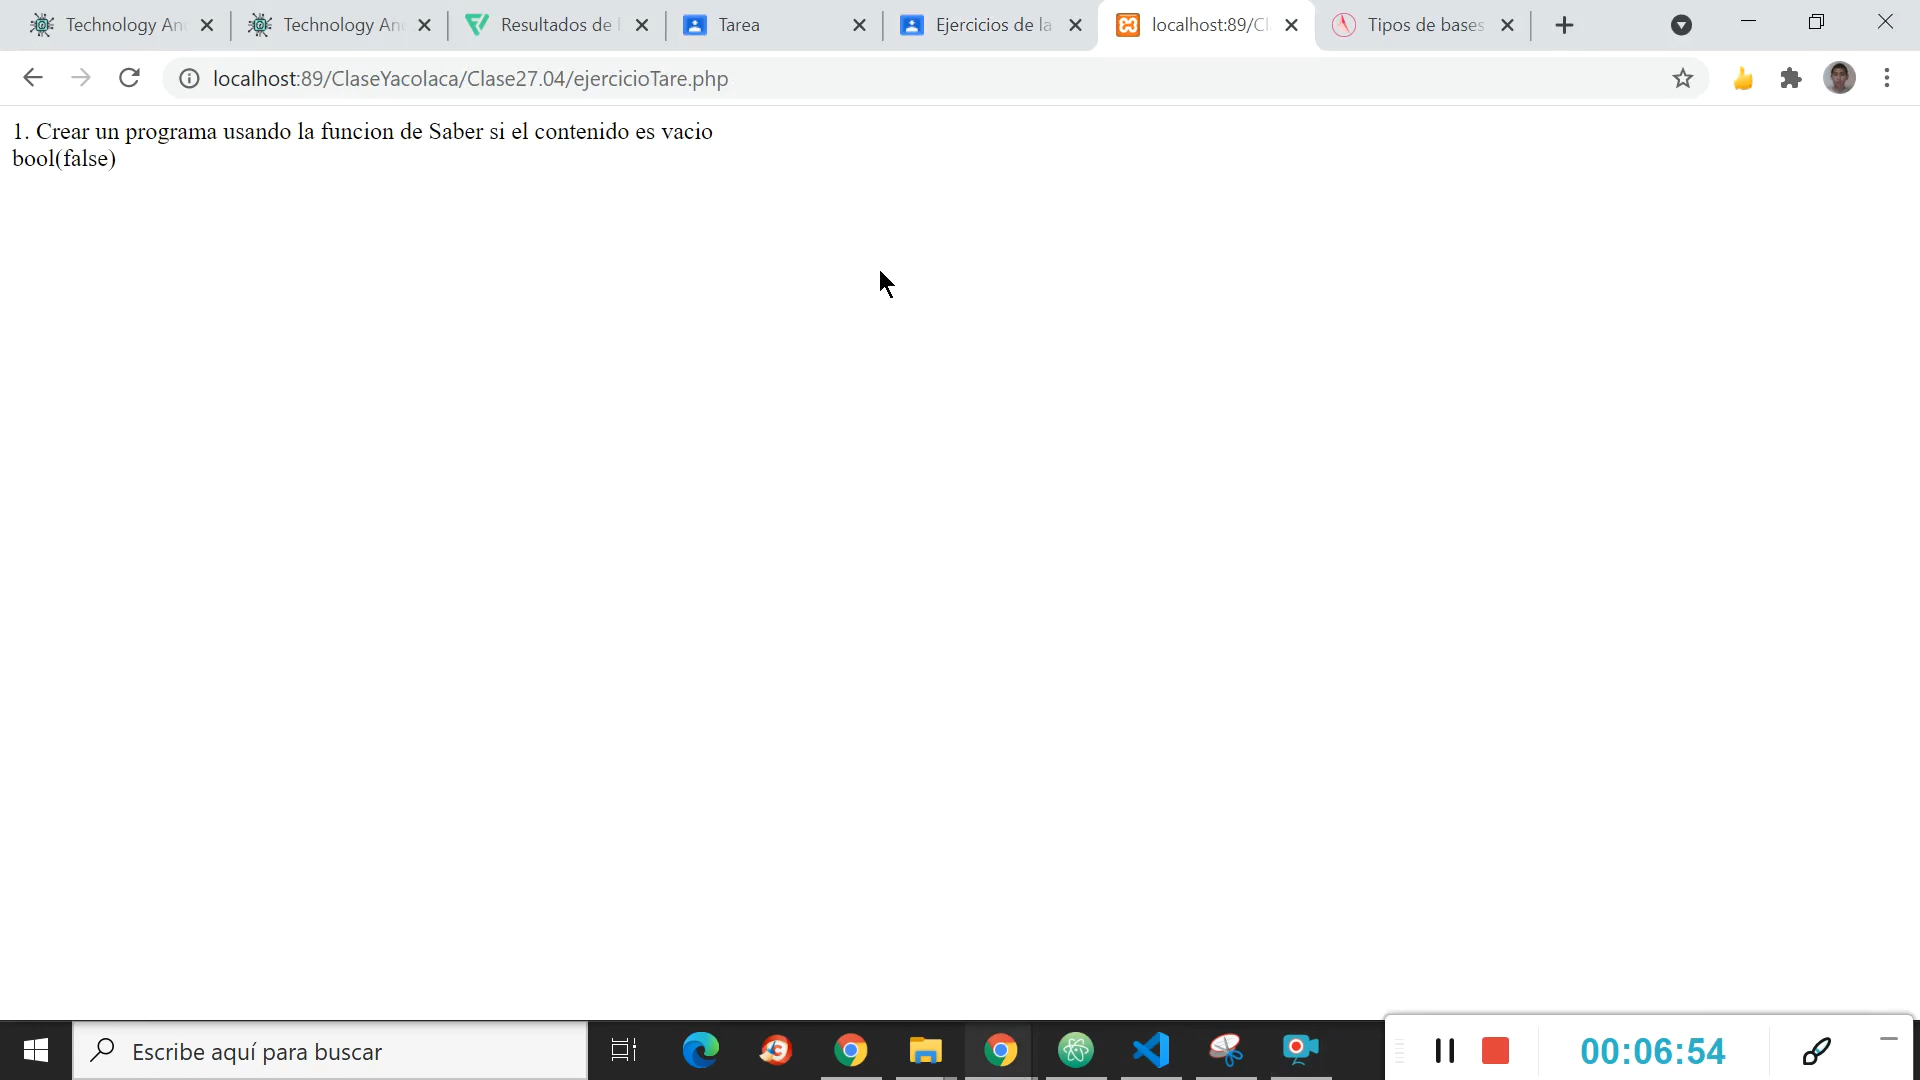 Technology An
Technology An
Resultados de
Tarea
Ejercicios de la
localhost:89/Cl
Tipos de bases
localhost:89/ClaseYacolaca/Clase27.04/ejercicioTare.php
1. Crear un programa usando la funcion de Saber si el contenido es vacio
bool(false)
Escribe aquí para buscar
00:06:54